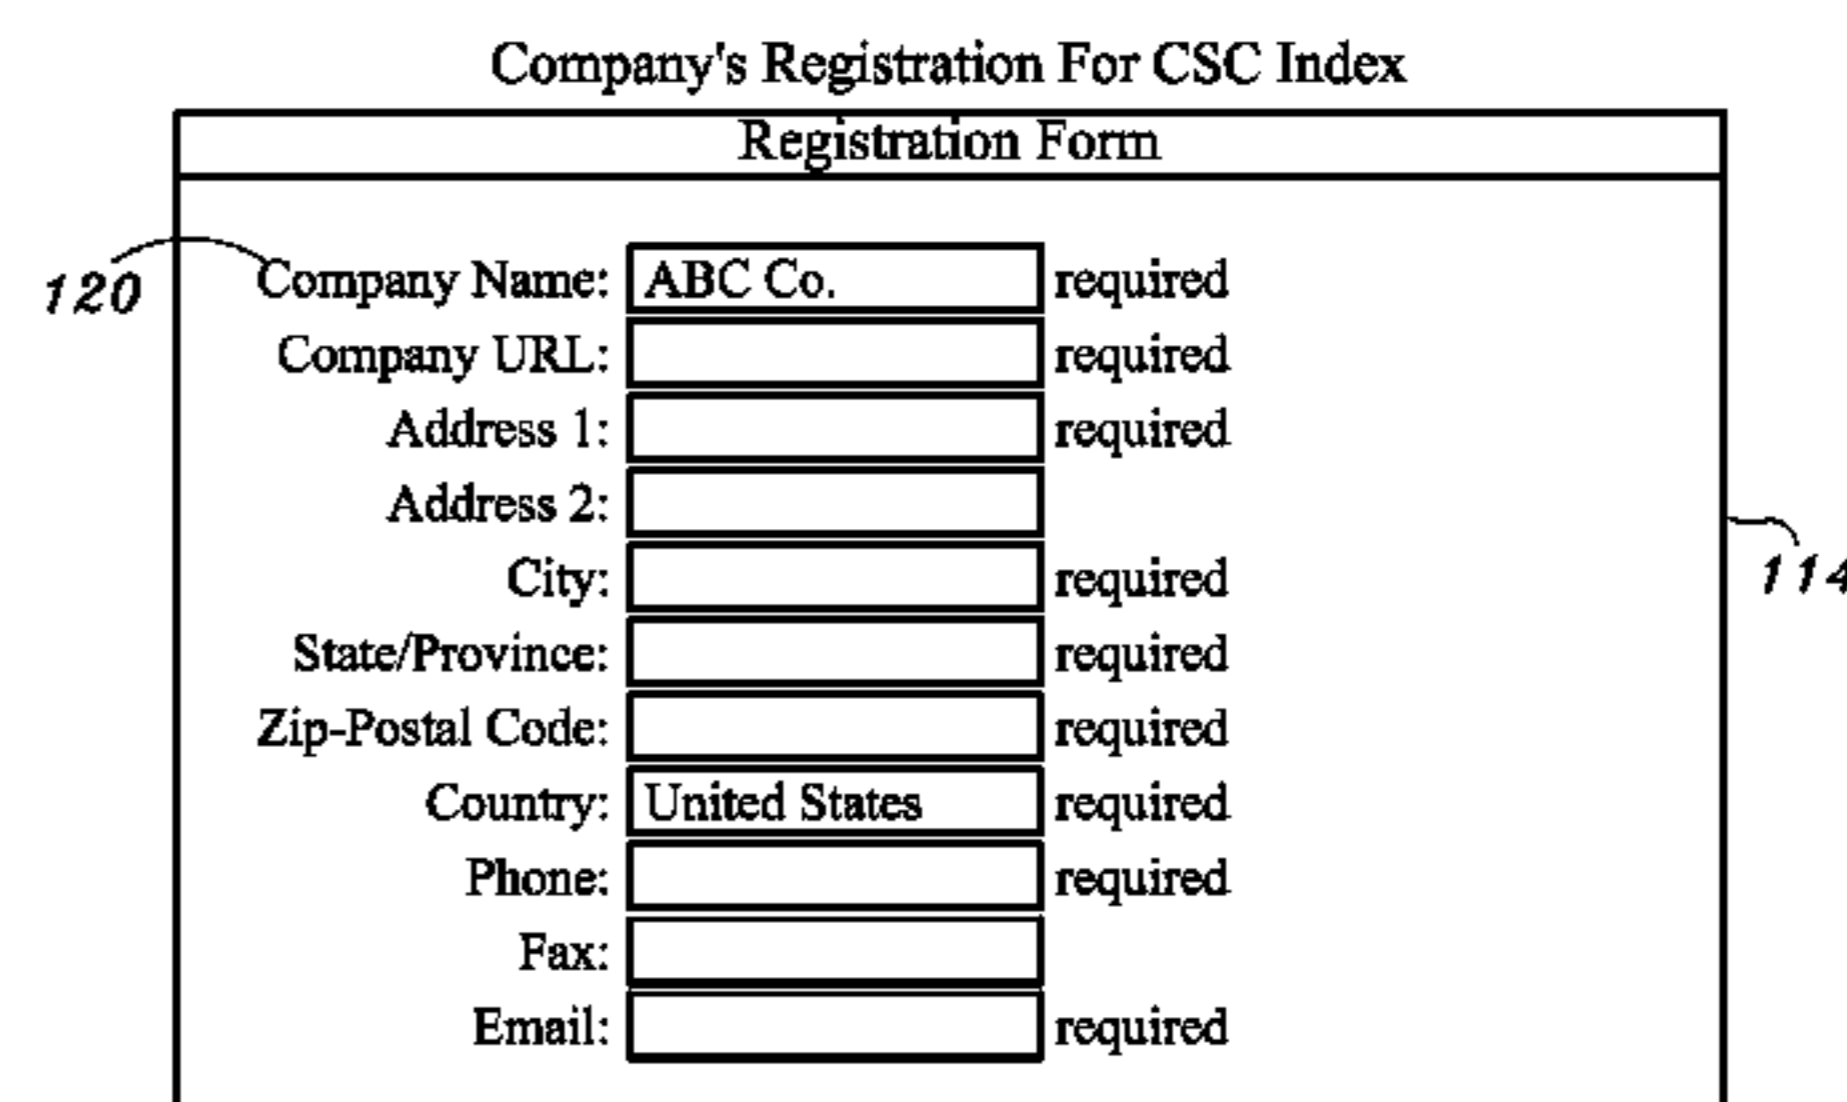 Company's Registration For CSC Index
Registration Form
120
Company Name: ABC Co. required
Company URL: required
Address 1: required
Address 2:
City: required
114
State/Province: required
Zip-Postal Code: required
Country: United States required
Phone: required
Fax:
Email: required